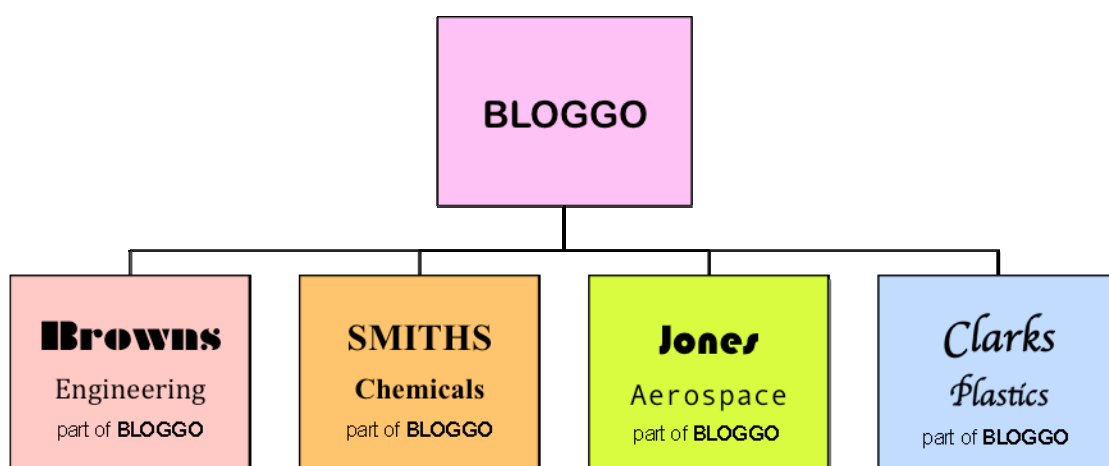 BLOGGO
Browns
Engineering
part of BLOGGO
SMITHS
Chemicals
part of BLOGGO
Jones
Aerospace
part of BLOGGO
Clarks
Plastics
part of BLOGGO